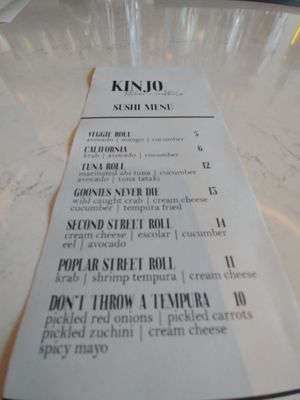 KINJO
kitchen + cocktails
SUSHI MENU
VEGGIE ROLL 5
avocado | mango | cucumber
CALIFORNIA 6
krab | avocado | cucumber
TUNA ROLL 12
marinated ahi tuna | cucumber
avocado | tuna tataki
GOONIES NEVER DIE 13
wild caught crab | cream cheese
cucumber | tempura fried
SECOND STREET ROLL 14
cream cheese | escolar | cucumber
eel | avocado
POPLAR STREET ROLL 11
krab | shrimp tempura | cream cheese
DON'T THROW A TEMPURA 10
pickled red onions | pickled carrots
pickled zuchini | cream cheese
spicy mayo